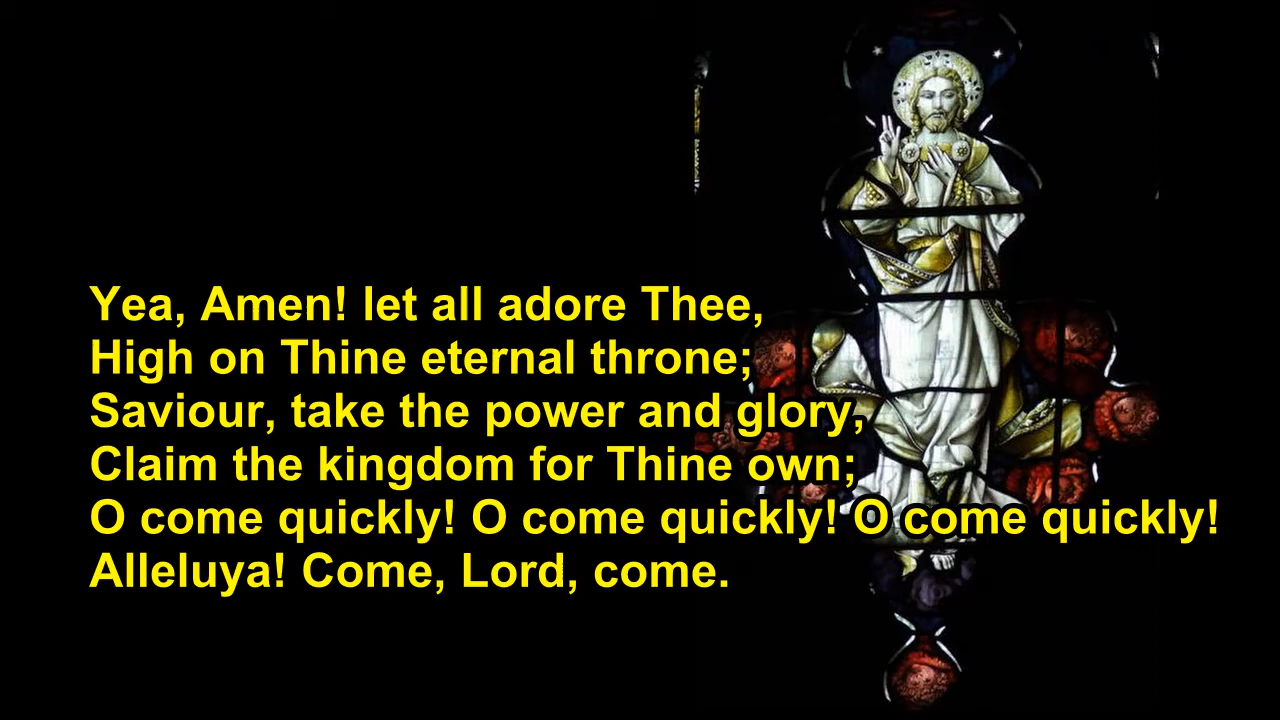 Yea, Amen! let all adore Thee,
High on Thine eternal throne;
Saviour, take the power and glory,
Claim the kingdom for Thine own;
O come quickly! O come quickly! O come quickly!
Alleluya! Come, Lord, come.